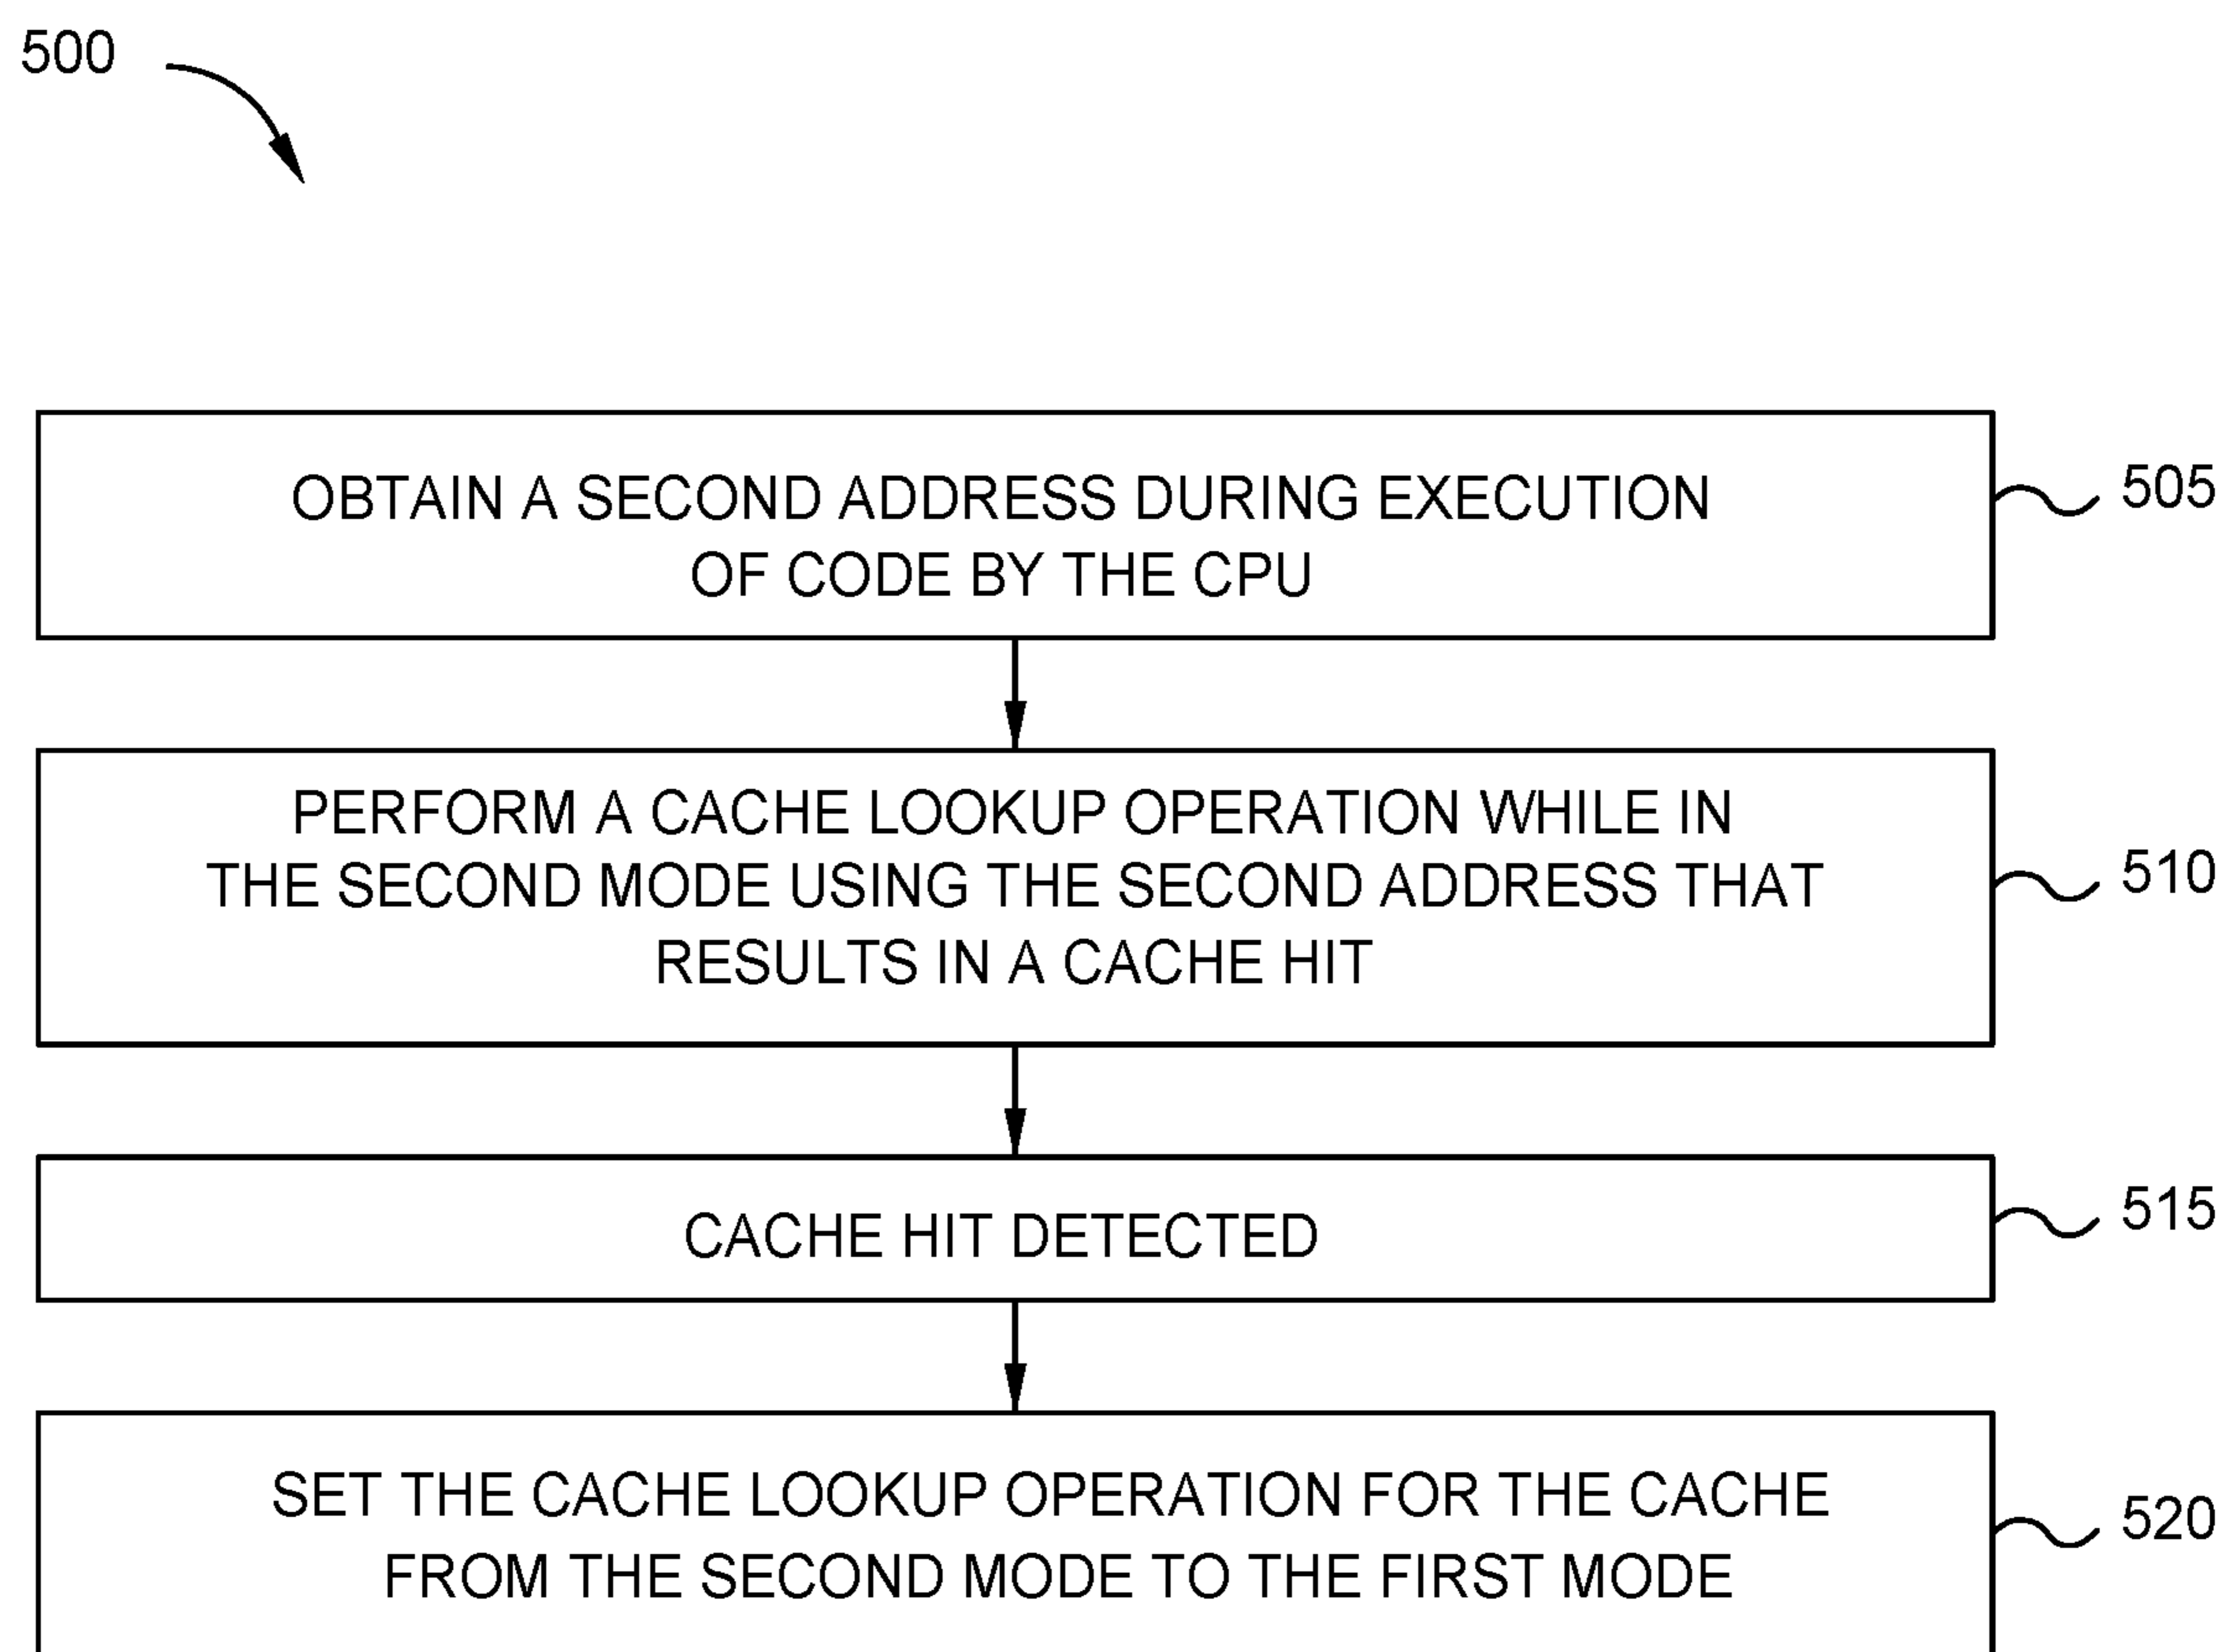 500
OBTAIN A SECOND ADDRESS DURING EXECUTION
OF CODE BY THE CPU
505
PERFORM A CACHE LOOKUP OPERATION WHILE IN
THE SECOND MODE USING THE SECOND ADDRESS THAT
RESULTS IN A CACHE HIT
510
CACHE HIT DETECTED
515
SET THE CACHE LOOKUP OPERATION FOR THE CACHE
FROM THE SECOND MODE TO THE FIRST MODE
520